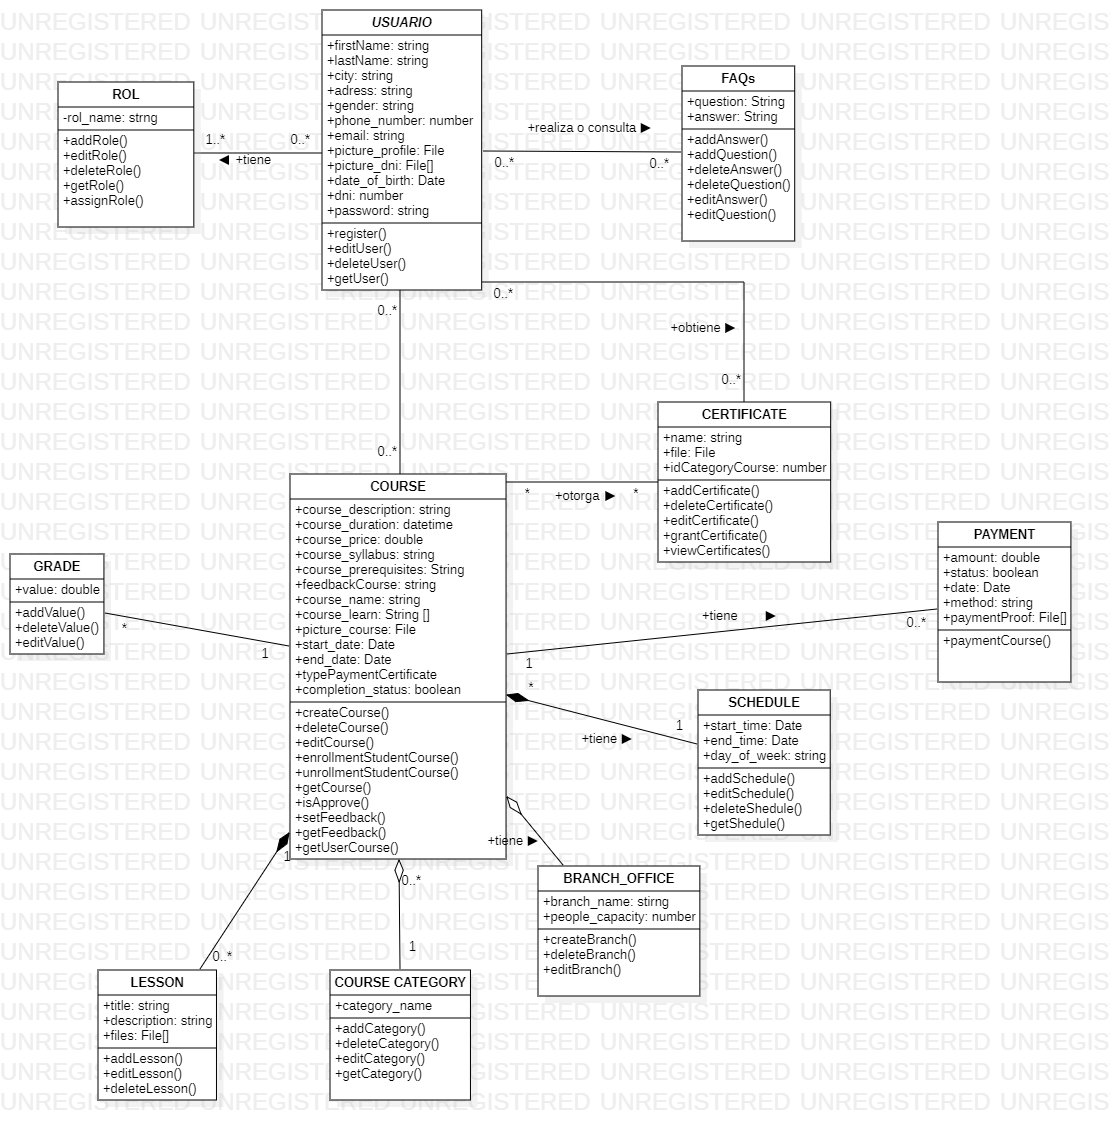 USUARIO
+firstName: string
+lastName: string
+city: string
+adress: string
+gender: string
+phone_number: number
+email: string
+picture_profile: File
+picture_dni: File[]
+date_of_birth: Date
+dni: number
+password: string
+register()
+editUser()
+deleteUser()
+getUser()
ROL
-rol_name: strng
+addRole()
+editRole()
+deleteRole()
+getRole()
+assignRole()
1..*
0..*
◀ +tiene
FAQs
+question: String
+answer: String
+addAnswer()
+addQuestion()
+deleteAnswer()
+deleteQuestion()
+editAnswer()
+editQuestion()
+realiza o consulta ▶
0..*
0..*
0..*
0..*
+obtiene ▶
0..*
0..*
CERTIFICATE
+name: string
+file: File
+idCategoryCourse: number
+addCertificate()
+deleteCertificate()
+editCertificate()
+grantCertificate()
+viewCertificates()
COURSE
+course_description: string
+course_duration: datetime
+course_price: double
+course_syllabus: string
+course_prerequisites: String
+feedbackCourse: string
+course_name: string
+course_learn: String []
+picture_course: File
+start_date: Date
+end_date: Date
+typePaymentCertificate
+completion_status: boolean
+createCourse()
+deleteCourse()
+editCourse()
+enrollmentStudentCourse()
+unrollmentStudentCourse()
+getCourse()
+isApprove()
+setFeedback()
+getFeedback()
+getUserCourse()
*
+otorga ▶
*
GRADE
+value: double
+addValue()
+deleteValue()
+editValue()
*
1
PAYMENT
+amount: double
+status: boolean
+date: Date
+method: string
+paymentProof: File[]
+paymentCourse()
+tiene ▶
0..*
1
*
SCHEDULE
+start_time: Date
+end_time: Date
+day_of_week: string
+addSchedule()
+editSchedule()
+deleteShedule()
+getShedule()
1
+tiene ▶
+tiene ▶
BRANCH_OFFICE
+branch_name: stirng
+people_capacity: number
+createBranch()
+deleteBranch()
+editBranch()
1
0..*
LESSON
+title: string
+description: string
+files: File[]
+addLesson()
+editLesson()
+deleteLesson()
0..*
1
COURSE CATEGORY
+category_name
+addCategory()
+deleteCategory()
+editCategory()
+getCategory()